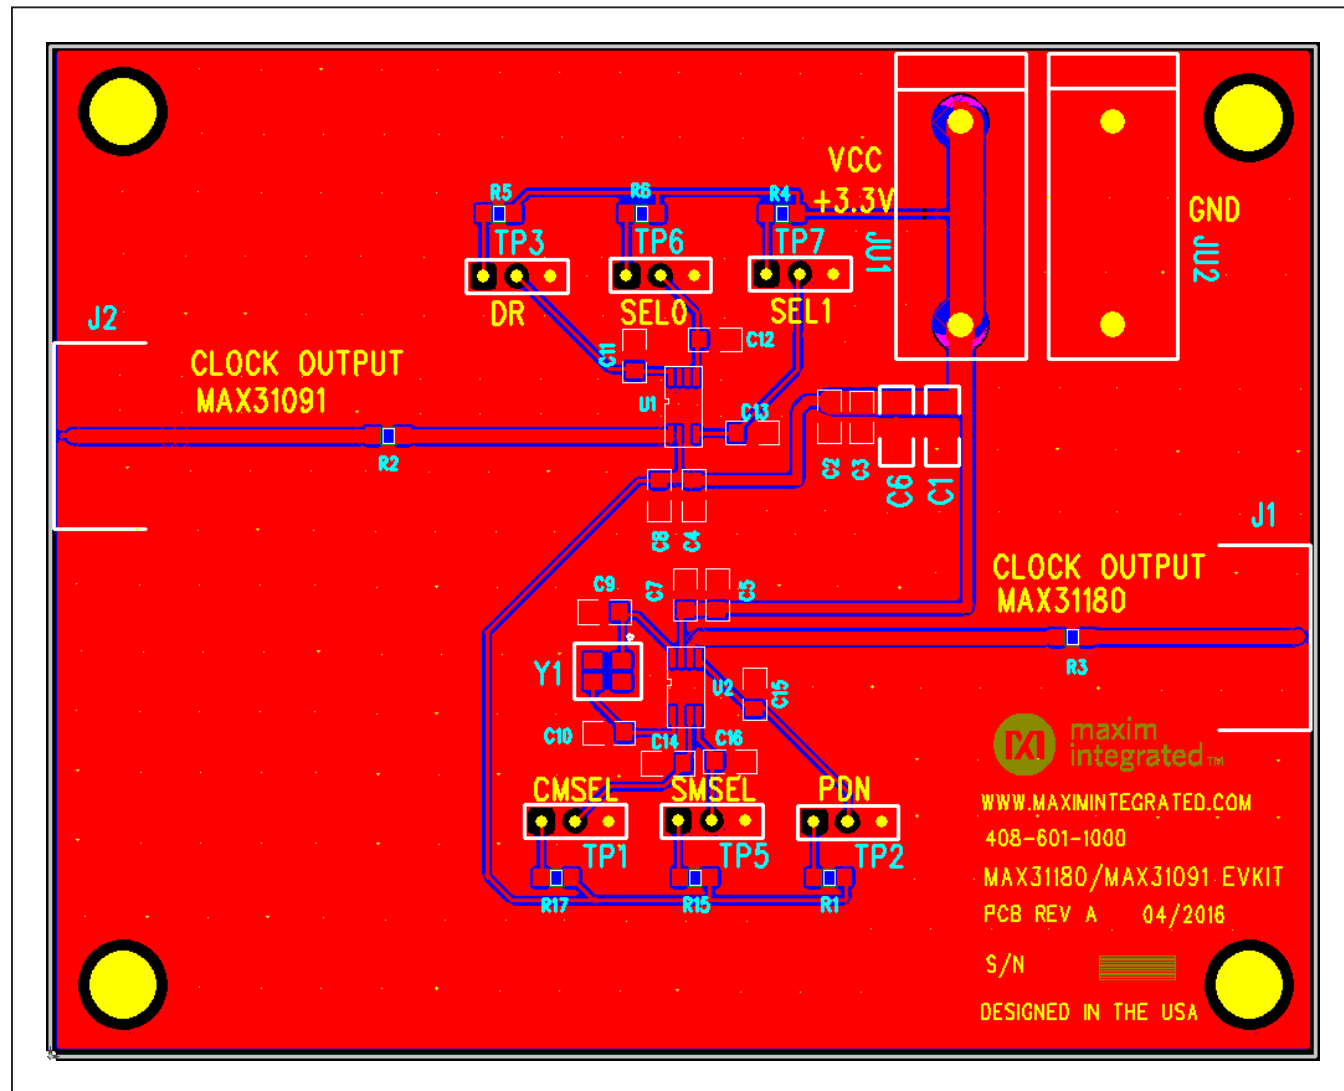 VCC
+3.3V
GND
JU1
JU2
R5
R6
R4
TP3
TP6
TP7
DR
SEL0
SEL1
J2
CLOCK OUTPUT
MAX31091
C11
C12
U1
C13
R2
C2
C3
C6
C1
C8
C4
J1
CLOCK OUTPUT
MAX31180
C9
C7
C5
R3
Y1
U2
C15
C10
C14
C16
maxim
integrated™
CMSEL
SMSEL
PDN
WWW.MAXIMINTEGRATED.COM
408-601-1000
TP1
TP5
TP2
MAX31180/MAX31091 EVKIT
R17
R15
R1
PCB REV A 04/2016
S/N
DESIGNED IN THE USA